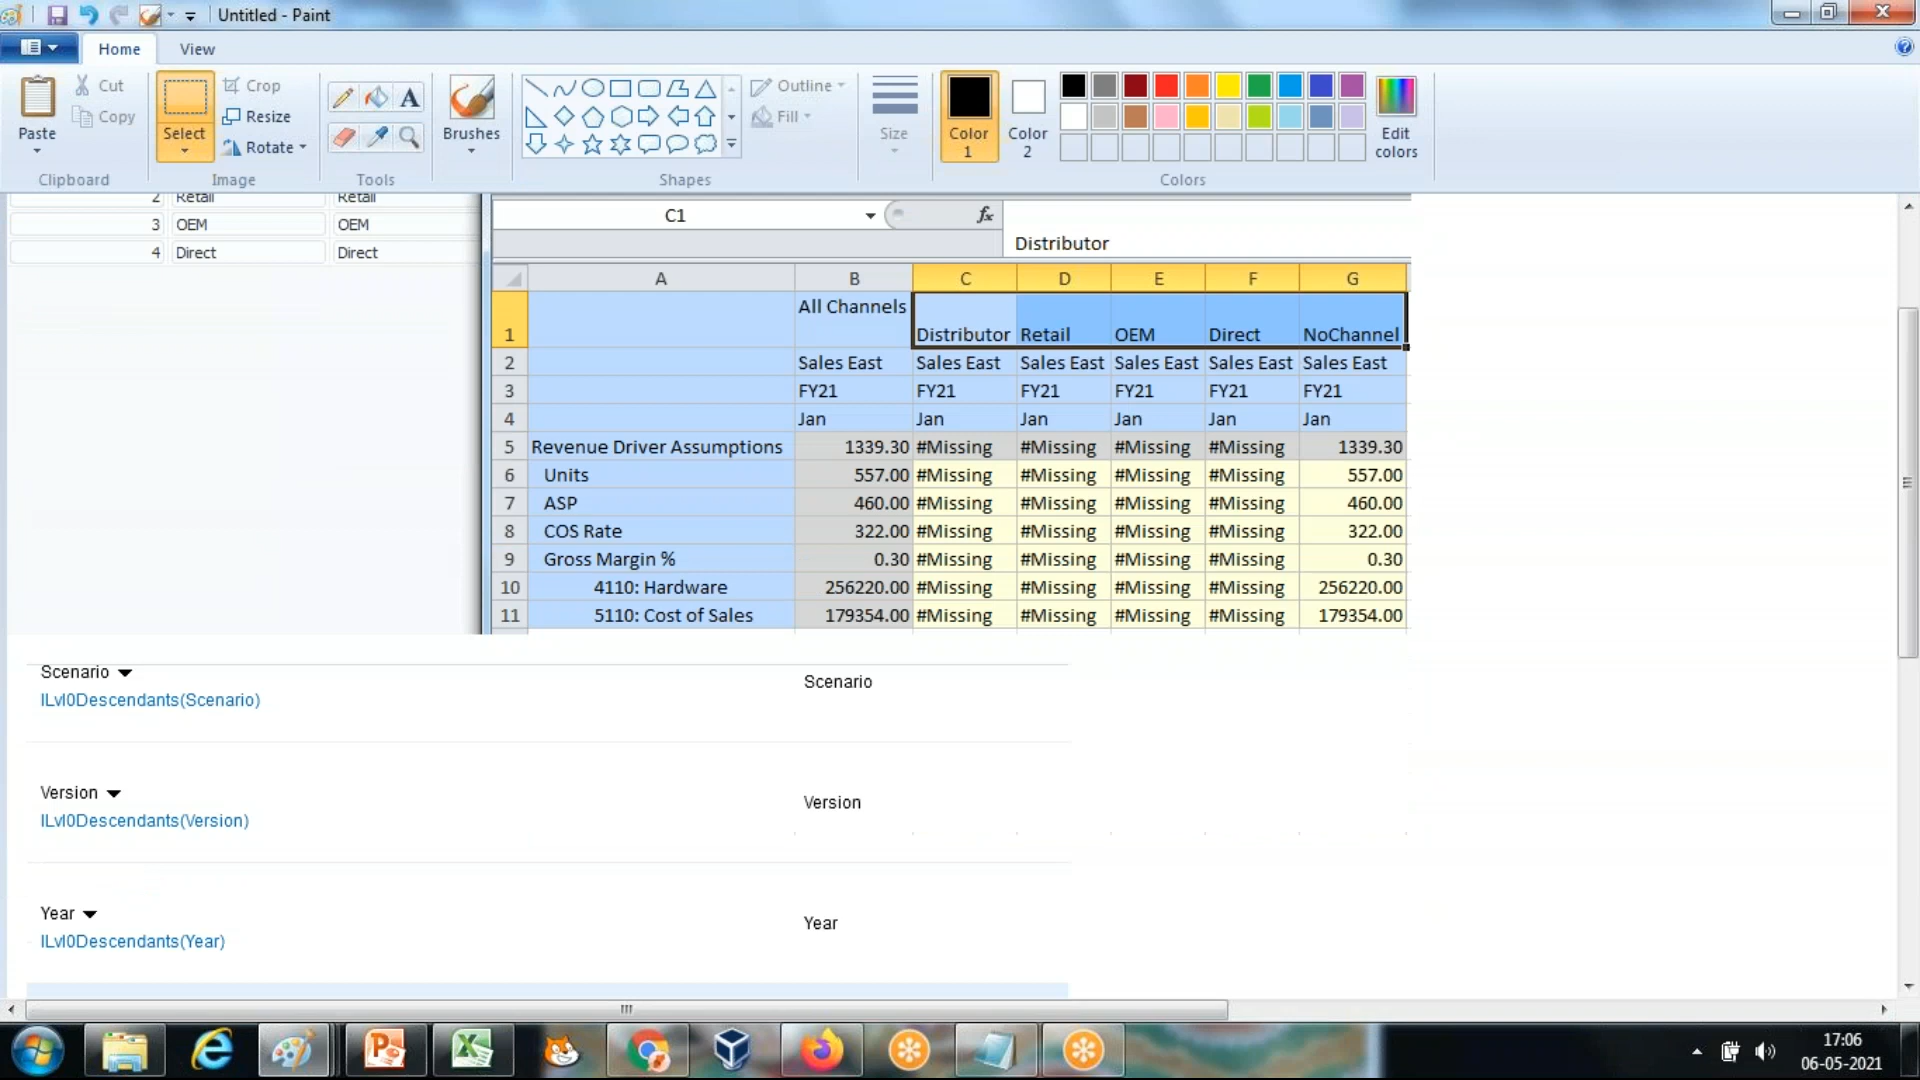 Untitled - Paint
Home View
Paste Cut Copy Select Crop Resize Rotate A Brushes Outline Fill Size Color 1 Color 2 Edit colors
Clipboard Image Tools Shapes Colors
2 Retail Retail
3 OEM OEM
4 Direct Direct
C1 fx
Distributor
A B C D E F G
1 All Channels Distributor Retail OEM Direct NoChannel
2 Sales East Sales East Sales East Sales East Sales East Sales East
3 FY21 FY21 FY21 FY21 FY21 FY21
4 Jan Jan Jan Jan Jan Jan
5 Revenue Driver Assumptions 1339.30 #Missing #Missing #Missing #Missing 1339.30
6 Units 557.00 #Missing #Missing #Missing #Missing 557.00
7 ASP 460.00 #Missing #Missing #Missing #Missing 460.00
8 COS Rate 322.00 #Missing #Missing #Missing #Missing 322.00
9 Gross Margin % 0.30 #Missing #Missing #Missing #Missing 0.30
10 4110: Hardware 256220.00 #Missing #Missing #Missing #Missing 256220.00
11 5110: Cost of Sales 179354.00 #Missing #Missing #Missing #Missing 179354.00
Scenario Scenario
ILvl0Descendants(Scenario)
Version Version
ILvl0Descendants(Version)
Year Year
ILvl0Descendants(Year)
17:06
06-05-2021